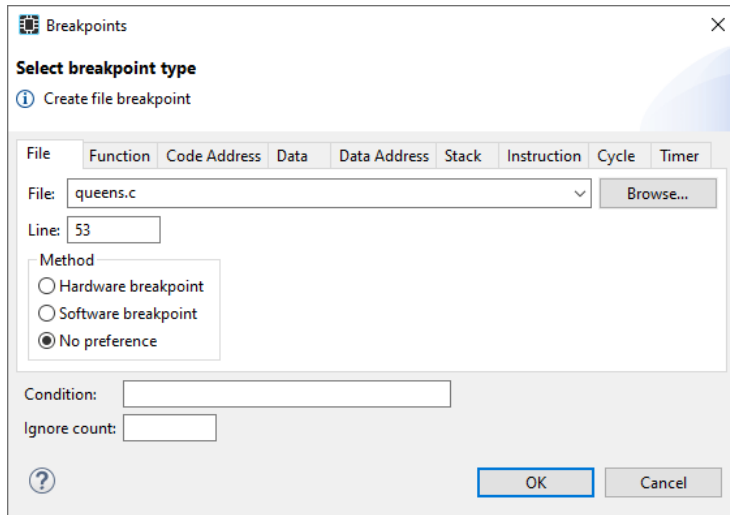 Breakpoints
Select breakpoint type
Create file breakpoint
File Function Code Address Data Data Address Stack Instruction Cycle Timer
File: queens.c Browse...
Line: 53
Method
Hardware breakpoint
Software breakpoint
No preference
Condition:
Ignore count:
? OK Cancel